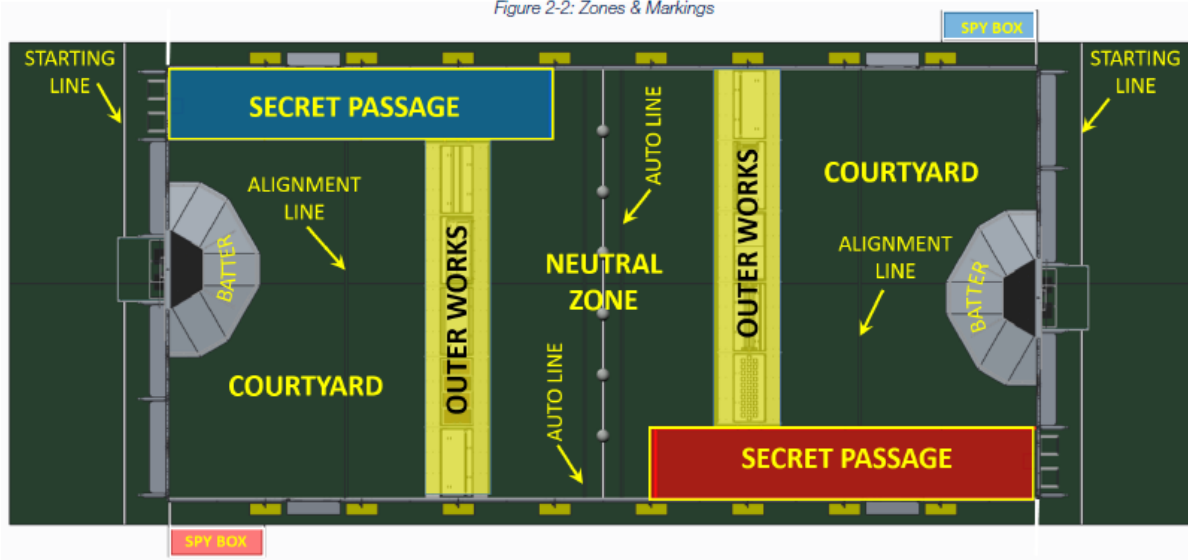 Figure 2-2: Zones & Markings
SPY BOX
STARTING
LINE
STARTING
LINE
SECRET PASSAGE
AUTO LINE
COURTYARD
ALIGNMENT
LINE
OUTER WORKS
OUTER WORKS
ALIGNMENT
LINE
BATTER
NEUTRAL
ZONE
BATTER
COURTYARD
AUTO LINE
SECRET PASSAGE
SPY BOX